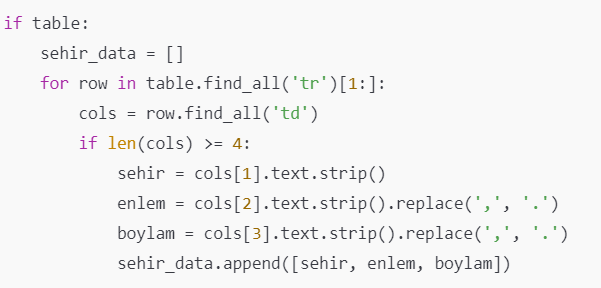 if table:
    sehir_data = []
    for row in table.find_all('tr')[1:]:
        cols = row.find_all('td')
        if len(cols) >= 4:
            sehir = cols[1].text.strip()
            enlem = cols[2].text.strip().replace(',', '.')
            boylam = cols[3].text.strip().replace(',', '.')
            sehir_data.append([sehir, enlem, boylam])